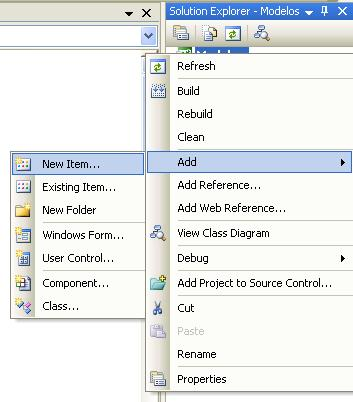 Solution Explorer - Modelos
Refresh
Build
Rebuild
Clean
Add
Add Reference...
Add Web Reference...
View Class Diagram
Debug
Add Project to Source Control...
Cut
Paste
Rename
Properties
New Item...
Existing Item...
New Folder
Windows Form...
User Control...
Component...
Class...